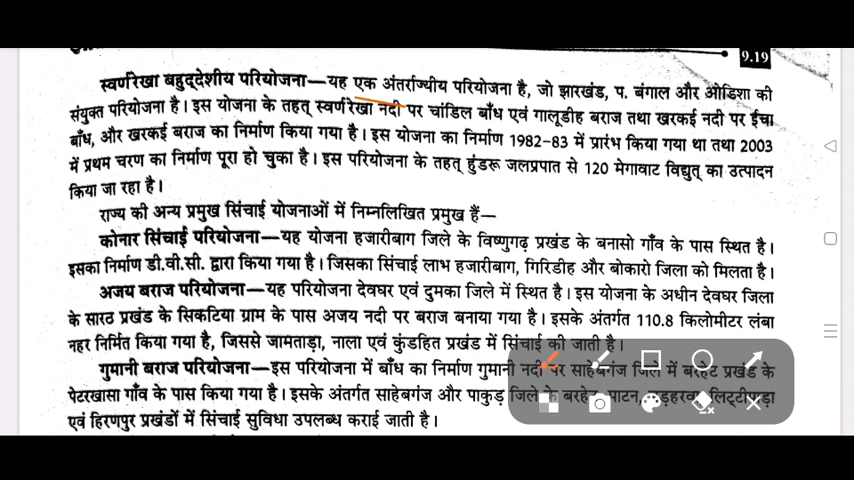 9.19
स्वर्णरेखा बहुद्देशीय परियोजना—यह एक अंतर्राज्यीय परियोजना है, जो झारखंड, प. बंगाल और ओडिशा की
संयुक्त परियोजना है। इस योजना के तहत् स्वर्णरेखा नदी पर चांडिल बाँध एवं गालूडीह बराज तथा खरकई नदी पर ईचा
बाँध, और खरकई बराज का निर्माण किया गया है। इस योजना का निर्माण 1982-83 में प्रारंभ किया गया था तथा 2003
में प्रथम चरण का निर्माण पूरा हो चुका है। इस परियोजना के तहत् हुंडरू जलप्रपात से 120 मेगावाट विद्युत् का उत्पादन
किया जा रहा है।
राज्य की अन्य प्रमुख सिंचाई योजनाओं में निम्नलिखित प्रमुख हैं—
कोनार सिंचाई परियोजना—यह योजना हजारीबाग जिले के विष्णुगढ़ प्रखंड के बनासो गाँव के पास स्थित है।
इसका निर्माण डी.वी.सी. द्वारा किया गया है। जिसका सिंचाई लाभ हजारीबाग, गिरिडीह और बोकारो जिला को मिलता है।
अजय बराज परियोजना—यह परियोजना देवघर एवं दुमका जिले में स्थित है। इस योजना के अधीन देवघर जिला
के सारठ प्रखंड के सिकटिया ग्राम के पास अजय नदी पर बराज बनाया गया है। इसके अंतर्गत 110.8 किलोमीटर लंबा
नहर निर्मित किया गया है, जिससे जामताड़ा, नाला एवं कुंडहित प्रखंड में सिंचाई की जाती है।
गुमानी बराज परियोजना—इस परियोजना में बाँध का निर्माण गुमानी नदी पर साहेबगंज जिले में बरहेट प्रखंड के
पेटरखासा गाँव के पास किया गया है। इसके अंतर्गत साहेबगंज और पाकुड़ जिले के बरहेट, पाटन,
एवं हिरणपुर प्रखंडों में सिंचाई सुविधा उपलब्ध कराई जाती है।